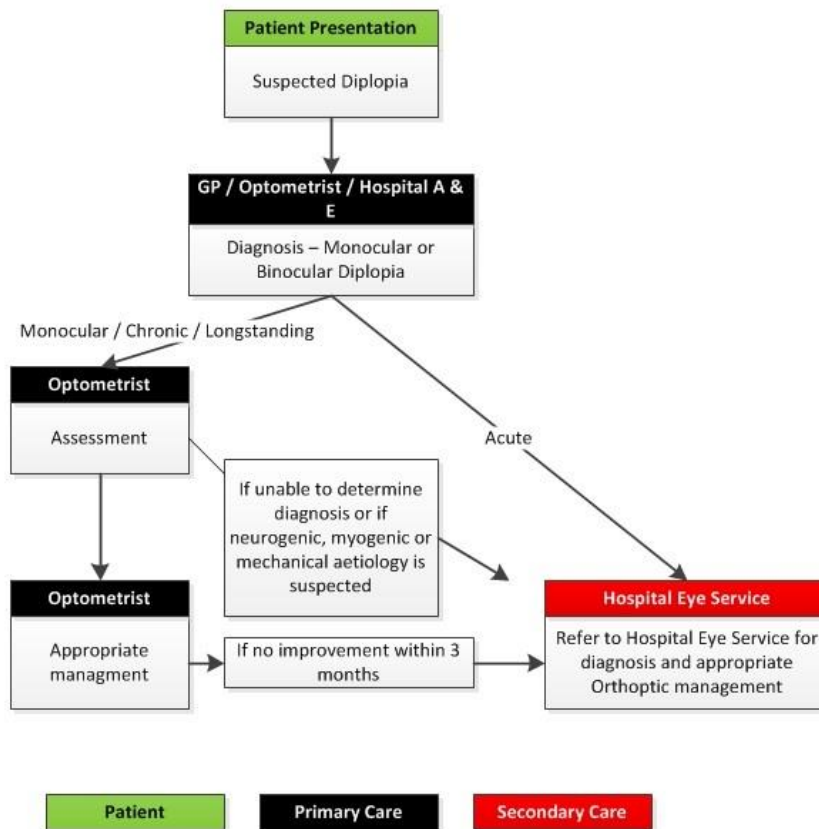 Patient Presentation
Suspected Diplopia
GP / Optometrist / Hospital A &
E
Diagnosis – Monocular or
Binocular Diplopia
Monocular / Chronic / Longstanding
Optometrist
Assessment
Acute
If unable to determine
diagnosis or if
neurogenic, myogenic or
mechanical aetiology is
suspected
Optometrist
Appropriate
managment
If no improvement within 3
months
Hospital Eye Service
Refer to Hospital Eye Service for
diagnosis and appropriate
Orthoptic management
Patient
Primary Care
Secondary Care